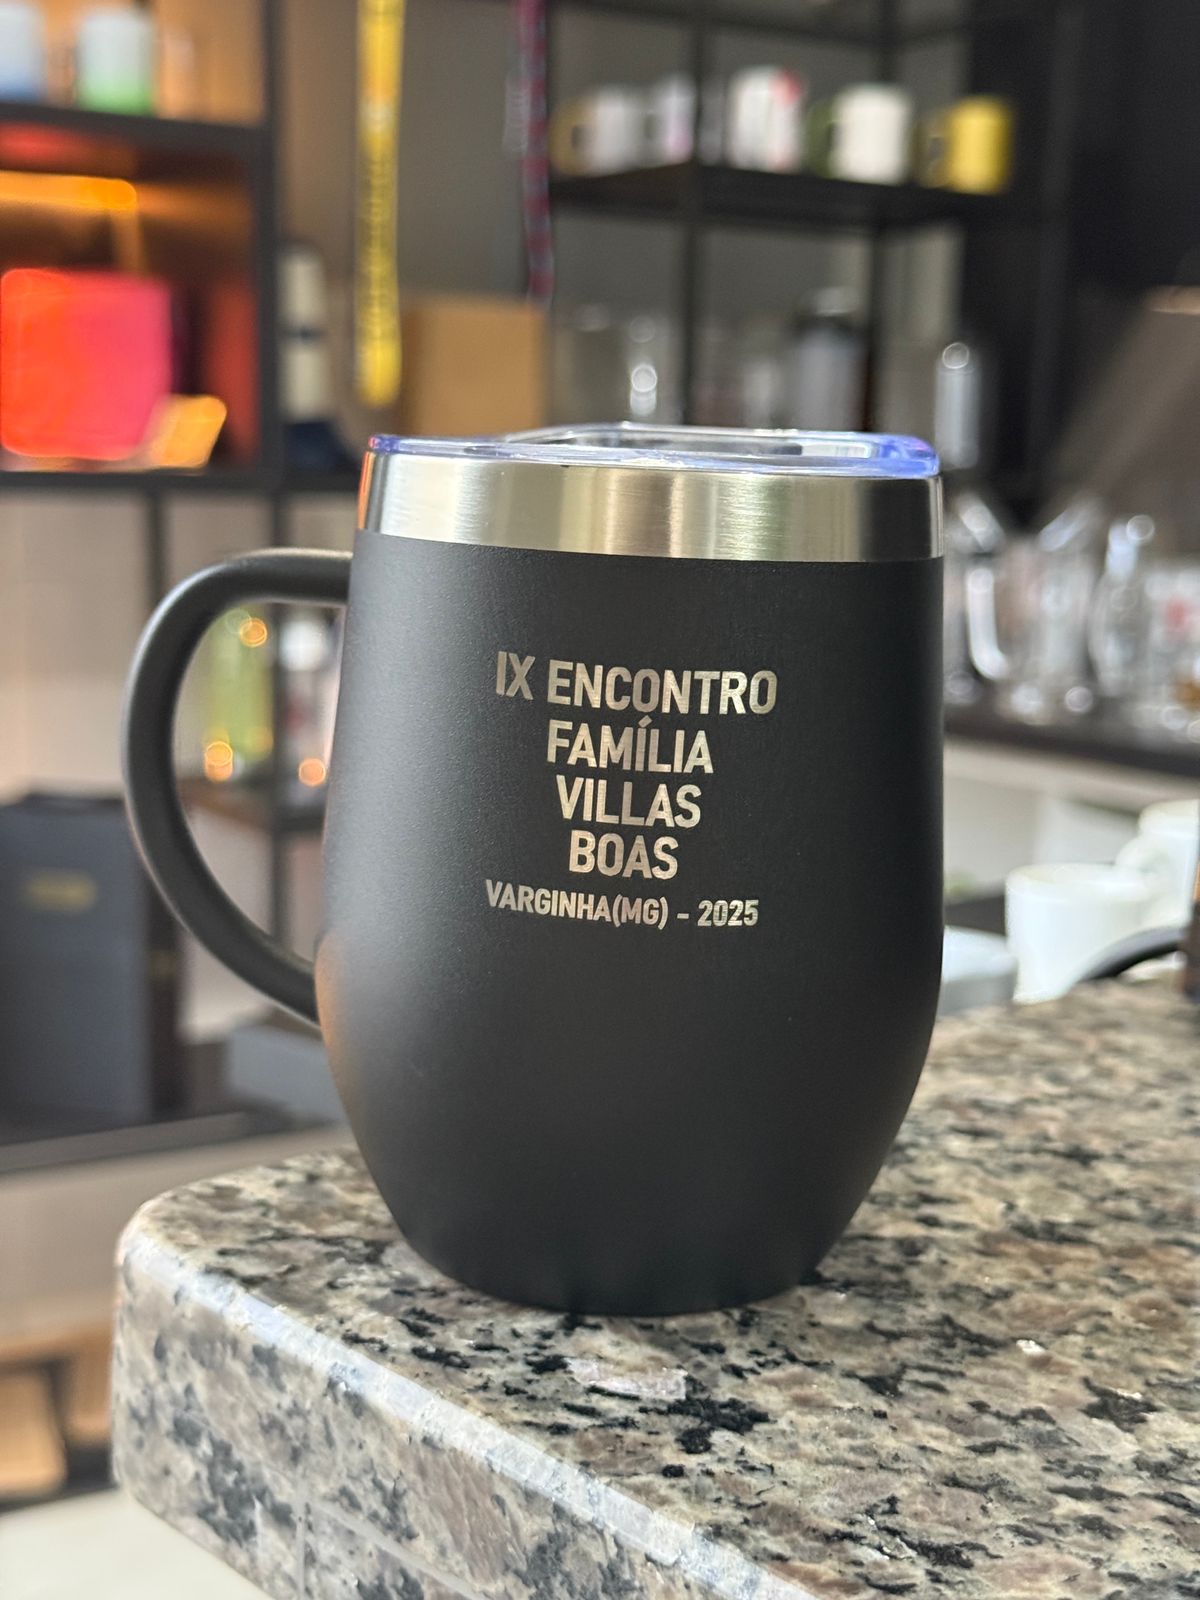 IX ENCONTRO
FAMÍLIA
VILLAS
BOAS
VARGINHA(MG) - 2025